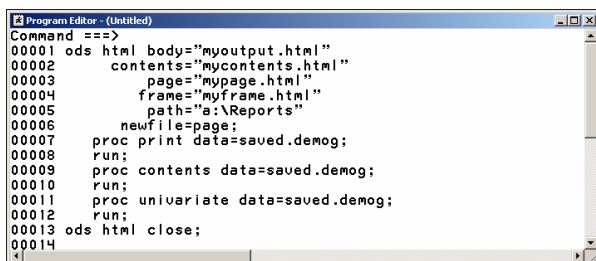 Program Editor - (Untitled)
Command ===>
00001 ods html body="myoutput.html"
00002 contents="mycontents.html"
00003 page="mypage.html"
00004 frame="myframe.html"
00005 path="a:\Reports"
00006 newfile=page;
00007 proc print data=saved.demog;
00008 run;
00009 proc contents data=saved.demog;
00010 run;
00011 proc univariate data=saved.demog;
00012 run;
00013 ods html close;
00014